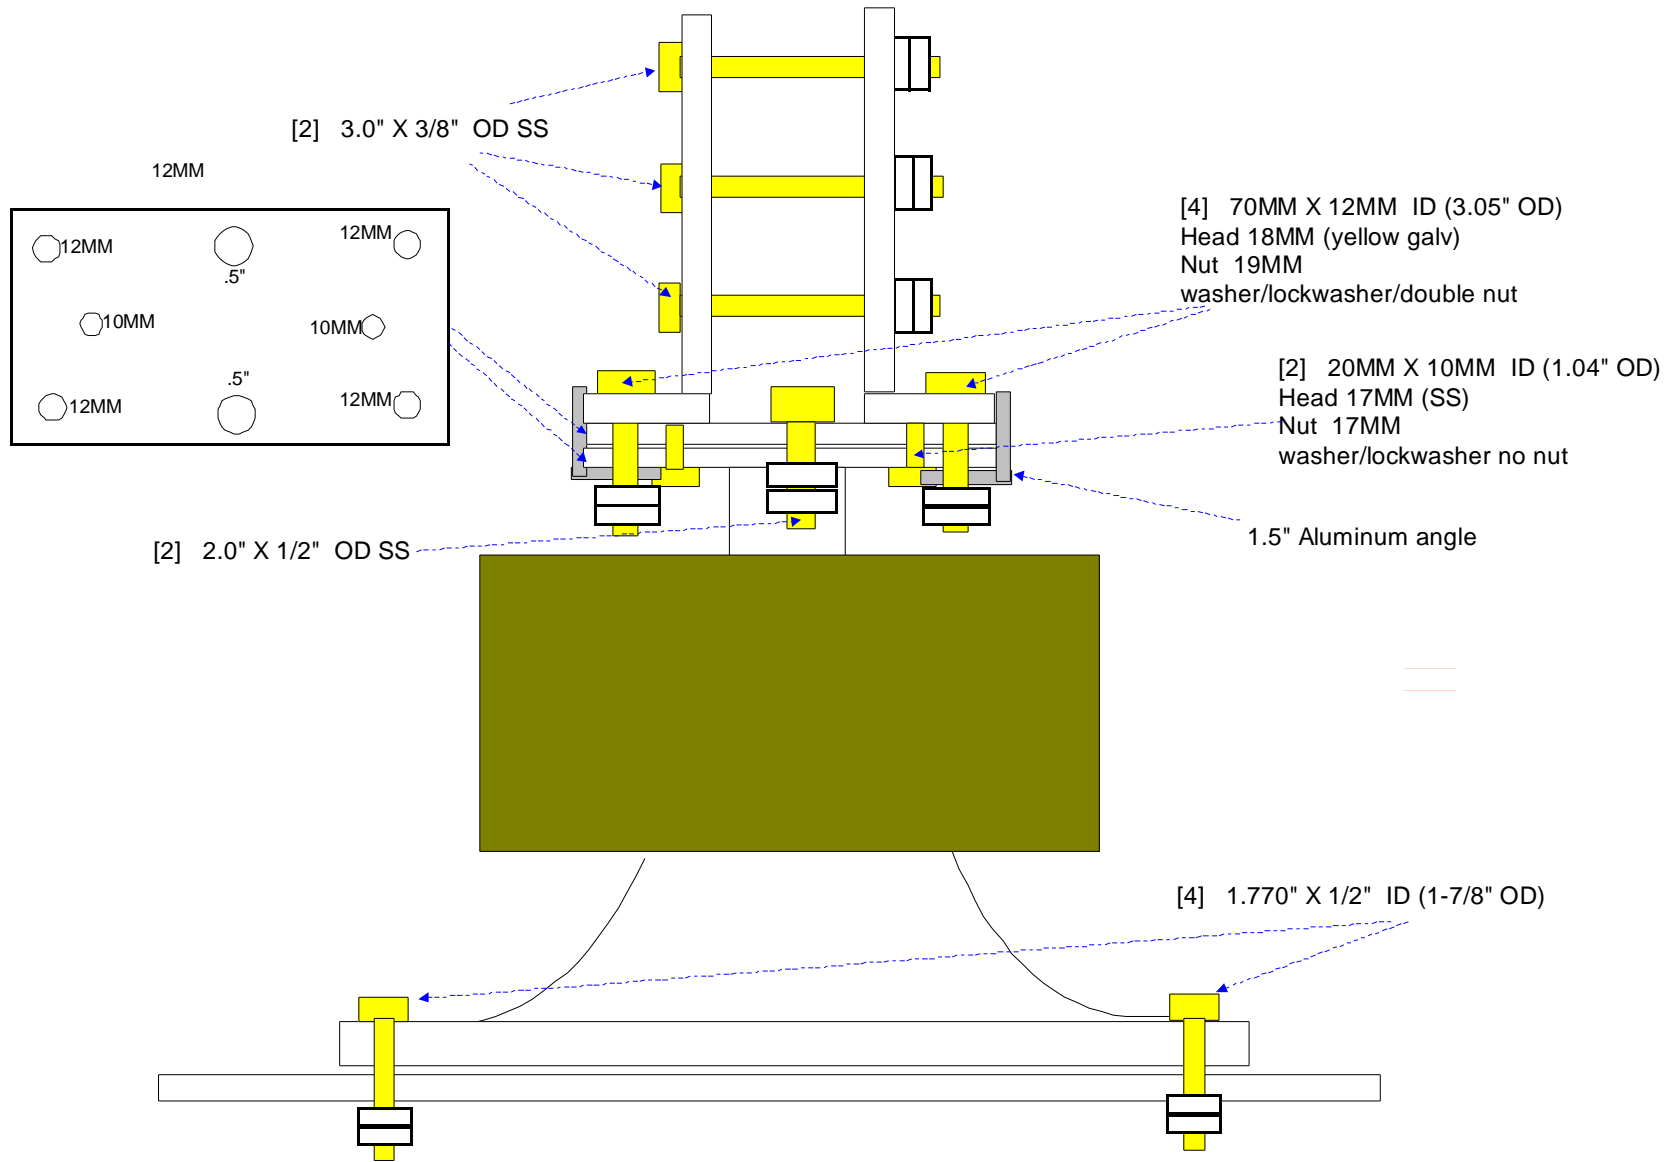 [2] 3.0" X 3/8" OD SS
12MM
12MM
12MM
.5"
10MM
10MM
.5"
12MM
12MM
[4] 70MM X 12MM ID (3.05" OD)
Head 18MM (yellow galv)
Nut 19MM
washer/lockwasher/double nut
[2] 20MM X 10MM ID (1.04" OD)
Head 17MM (SS)
Nut 17MM
washer/lockwasher no nut
[2] 2.0" X 1/2" OD SS
1.5" Aluminum angle
[4] 1.770" X 1/2" ID (1-7/8" OD)